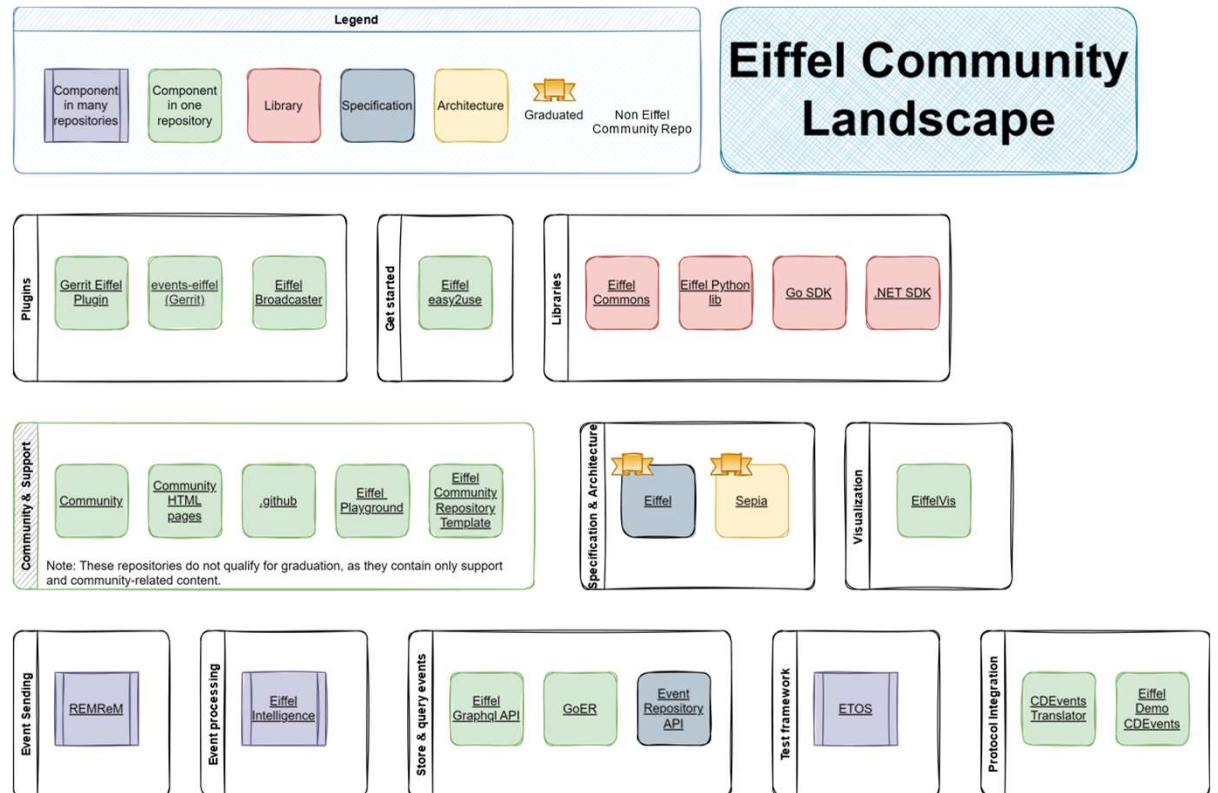 Legend
Component
in many
repositories
Component
in one
repository
Library
Specification
Architecture
Graduated
Non Eiffel
Community Repo
Eiffel Community
Landscape
Plugins
Gerrit Eiffel
Plugin
events-eiffel
(Gerrit)
Eiffel
Broadcaster
Get started
Eiffel
easy2use
Libraries
Eiffel
Commons
Eiffel Python
lib
Go SDK
.NET SDK
Community & Support
Community
Community
HTML
pages
.github
Eiffel
Playground
Eiffel
Community
Repository
Template
Note: These repositories do not qualify for graduation, as they contain only support
and community-related content.
Specification & Architecture
Eiffel
Sepia
Visualization
EiffelVis
Event Sending
REMReM
Event processing
Eiffel
Intelligence
Store & query events
Eiffel
Graphql API
GoER
Event
Repository
API
Test framework
ETOS
Protocol Integration
CDEvents
Translator
Eiffel
Demo
CDEvents